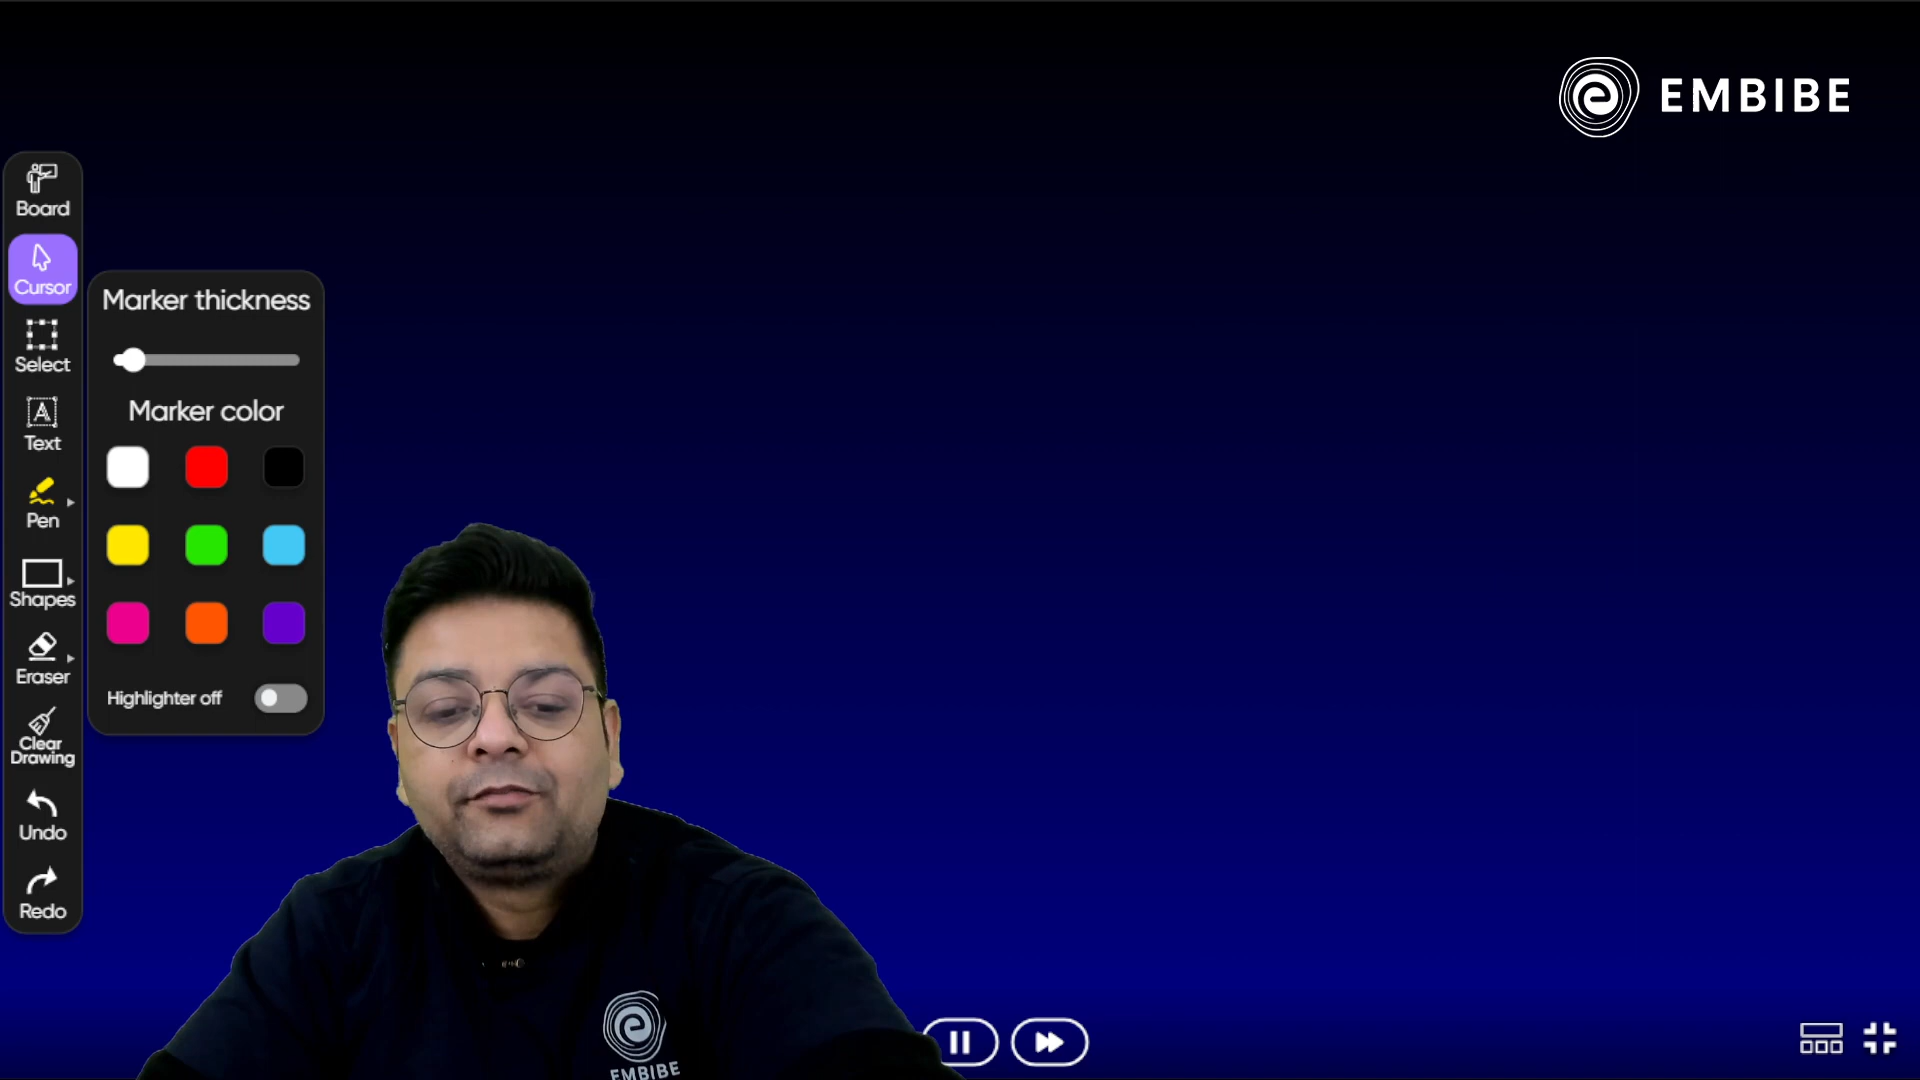 EMBIBE
Board
Cursor
Select
A
Text
Pen
Shapes
Eraser
Clear
Drawing
Undo
Redo
Marker thickness
Marker color
Highlighter off
EMBIBE